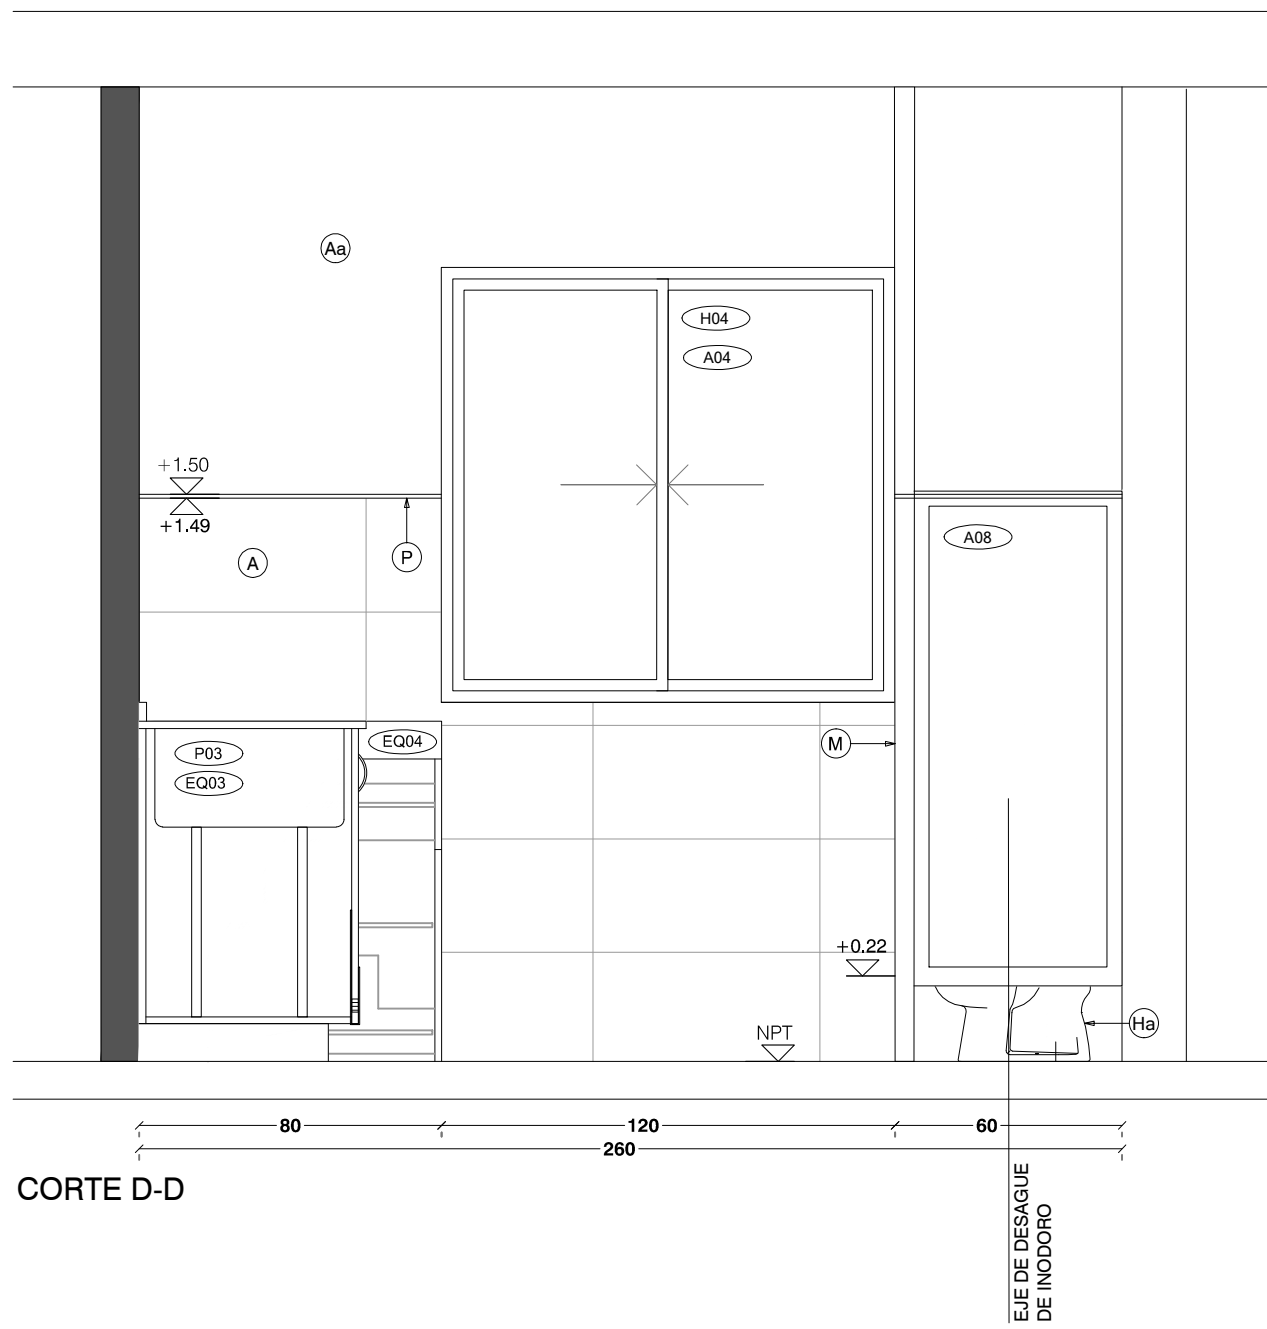 Aa
H04
A04
+1.50
+1.49
A08
A
P
P03
EQ04
EQ03
M
+0.22
NPT
Ha
80
120
60
260
CORTE D-D
EJE DE DESAGUE
DE INODORO